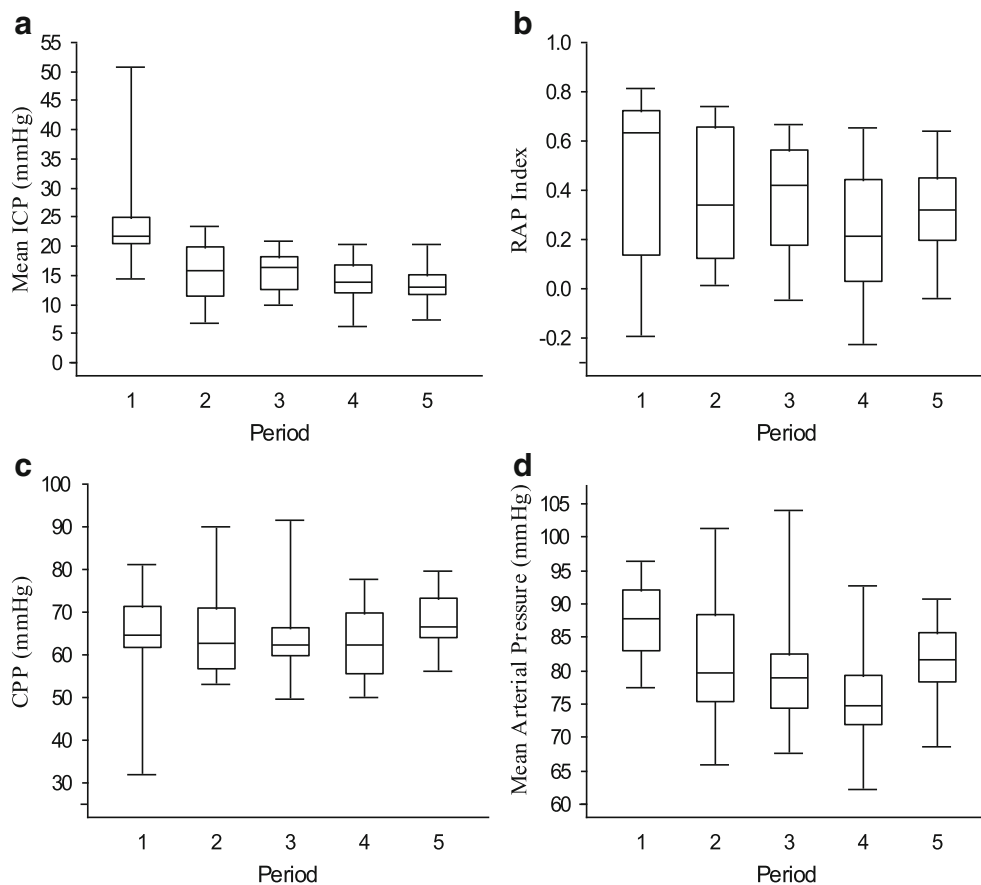 a
55
50
45
40
35
30
25
20
15
10
5
0
Mean ICP (mmHg)
1 2 3 4 5
Period
b
1.0
0.8
0.6
0.4
0.2
0.0
-0.2
RAP Index
1 2 3 4 5
Period
c
100
90
80
70
60
50
40
30
CPP (mmHg)
1 2 3 4 5
Period
d
105
100
95
90
85
80
75
70
65
60
Mean Arterial Pressure (mmHg)
1 2 3 4 5
Period